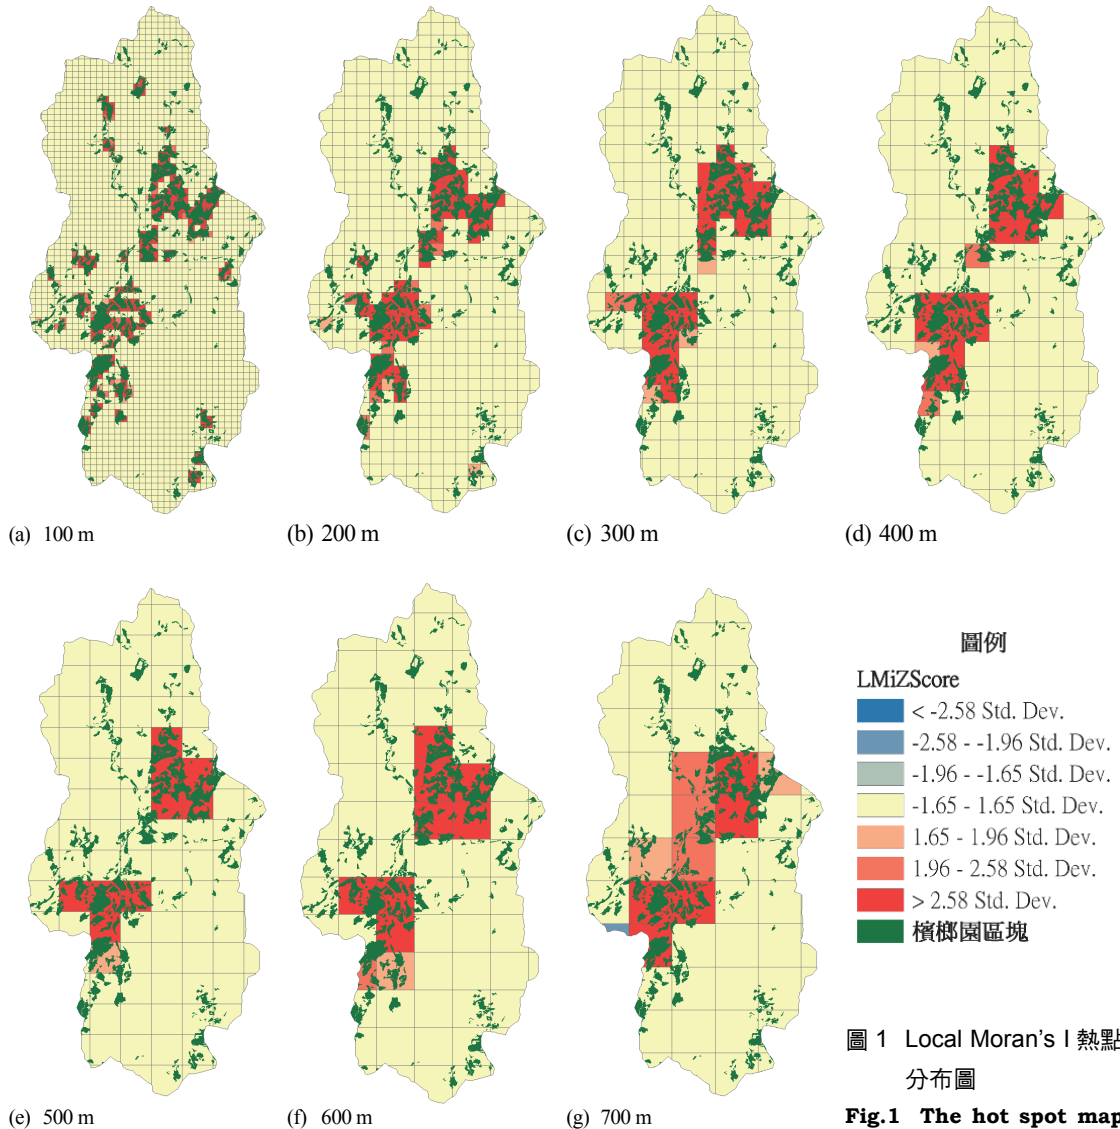 (a) 100 m
(b) 200 m
(c) 300 m
(d) 400 m
(e) 500 m
(f) 600 m
(g) 700 m
圖例
LMiZScore
< -2.58 Std. Dev.
-2.58 - -1.96 Std. Dev.
-1.96 - -1.65 Std. Dev.
-1.65 - 1.65 Std. Dev.
1.65 - 1.96 Std. Dev.
1.96 - 2.58 Std. Dev.
> 2.58 Std. Dev.
檳榔園區塊
圖 1 Local Moran's I 熱點
分布圖
Fig.1 The hot spot map